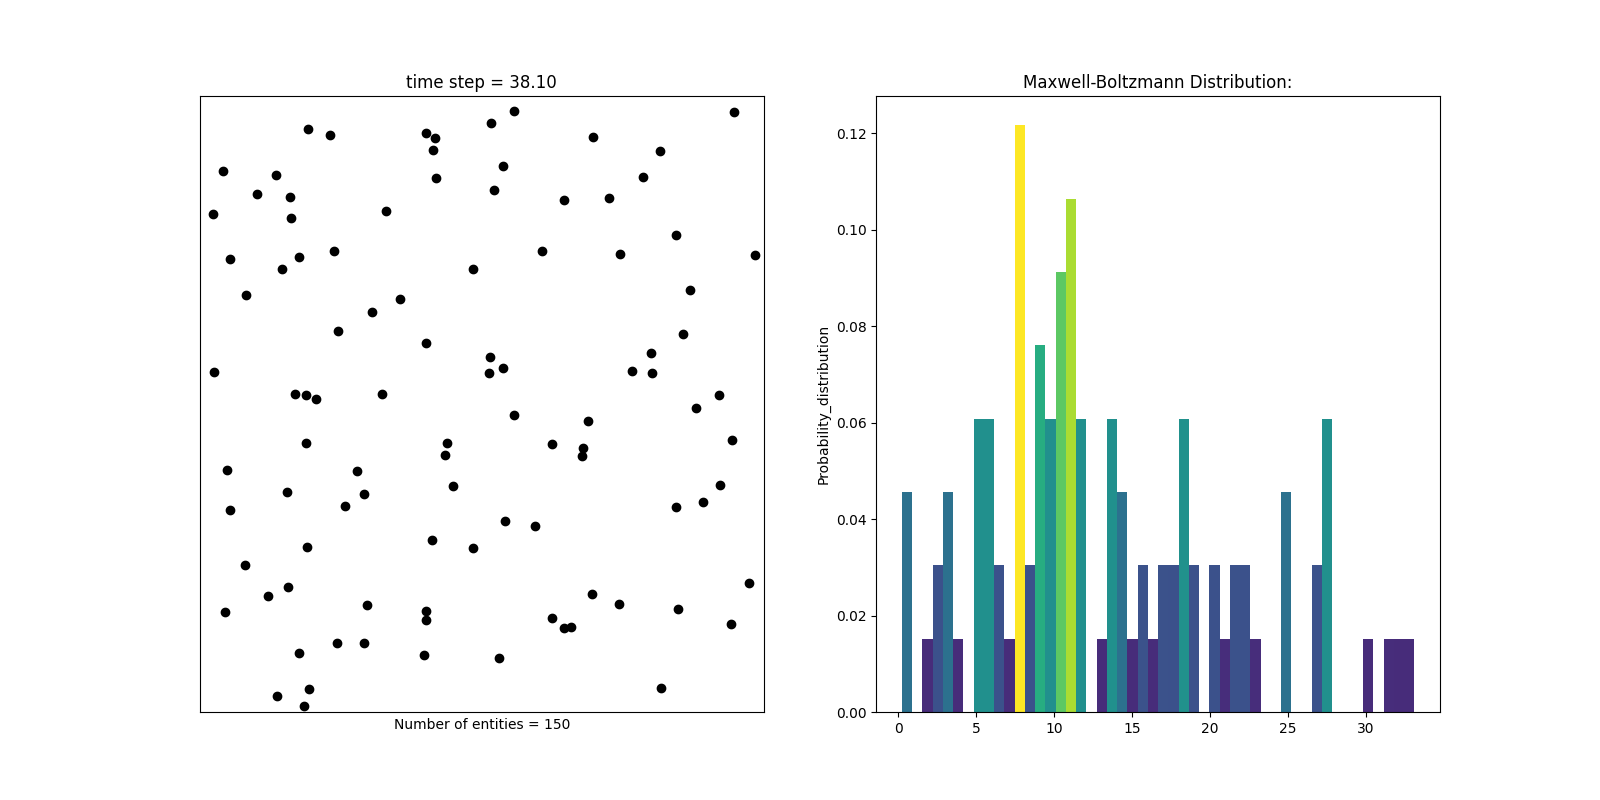 time step = 38.10
Number of entities = 150
Maxwell-Boltzmann Distribution:
Probability_distribution
0.12
0.10
0.08
0.06
0.04
0.02
0.00
0 5 10 15 20 25 30